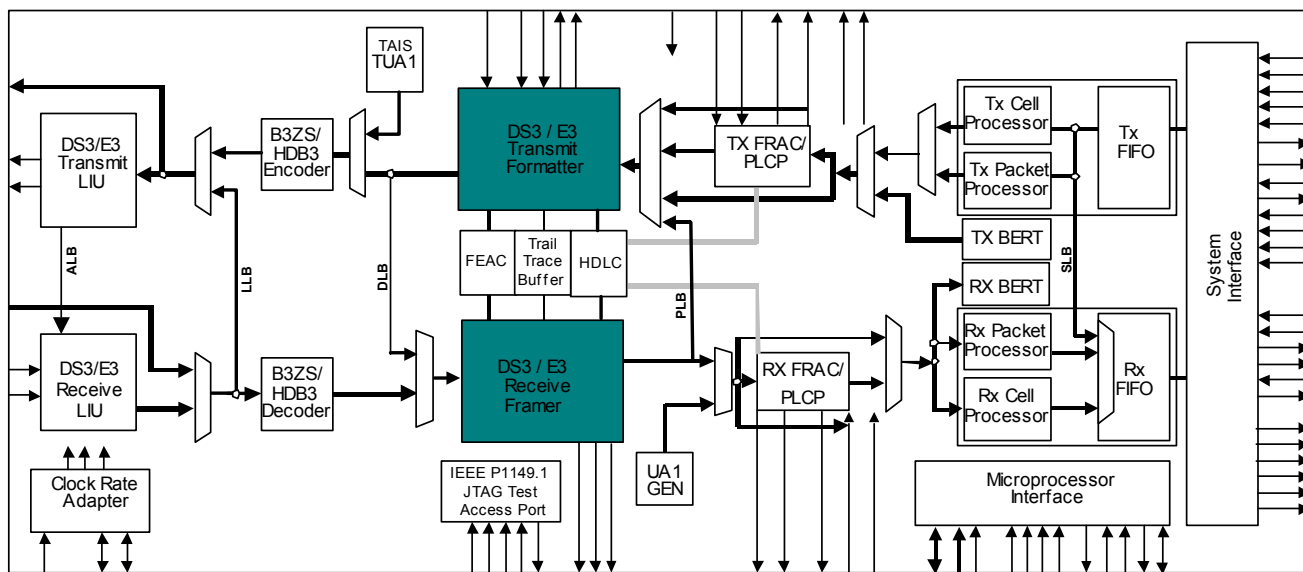 TAIS
TUA1
DS3/E3
Transmit
LIU
B3ZS/
HDB3
Encoder
DS3 / E3
Transmit
Formatter
TX FRAC/
PLCP
Tx Cell
Processor
Tx Packet
Processor
Tx
FIFO
TX BERT
RX BERT
System
Interface
ALB
LLB
DLB
PLB
SLB
FEAC
Trail
Trace
Buffer
HDLC
DS3/E3
Receive
LIU
B3ZS/
HDB3
Decoder
DS3 / E3
Receive
Framer
RX FRAC/
PLCP
Rx Packet
Processor
Rx Cell
Processor
Rx
FIFO
UA1
GEN
Clock Rate
Adapter
IEEE P1149.1
JTAG Test
Access Port
Microprocessor
Interface